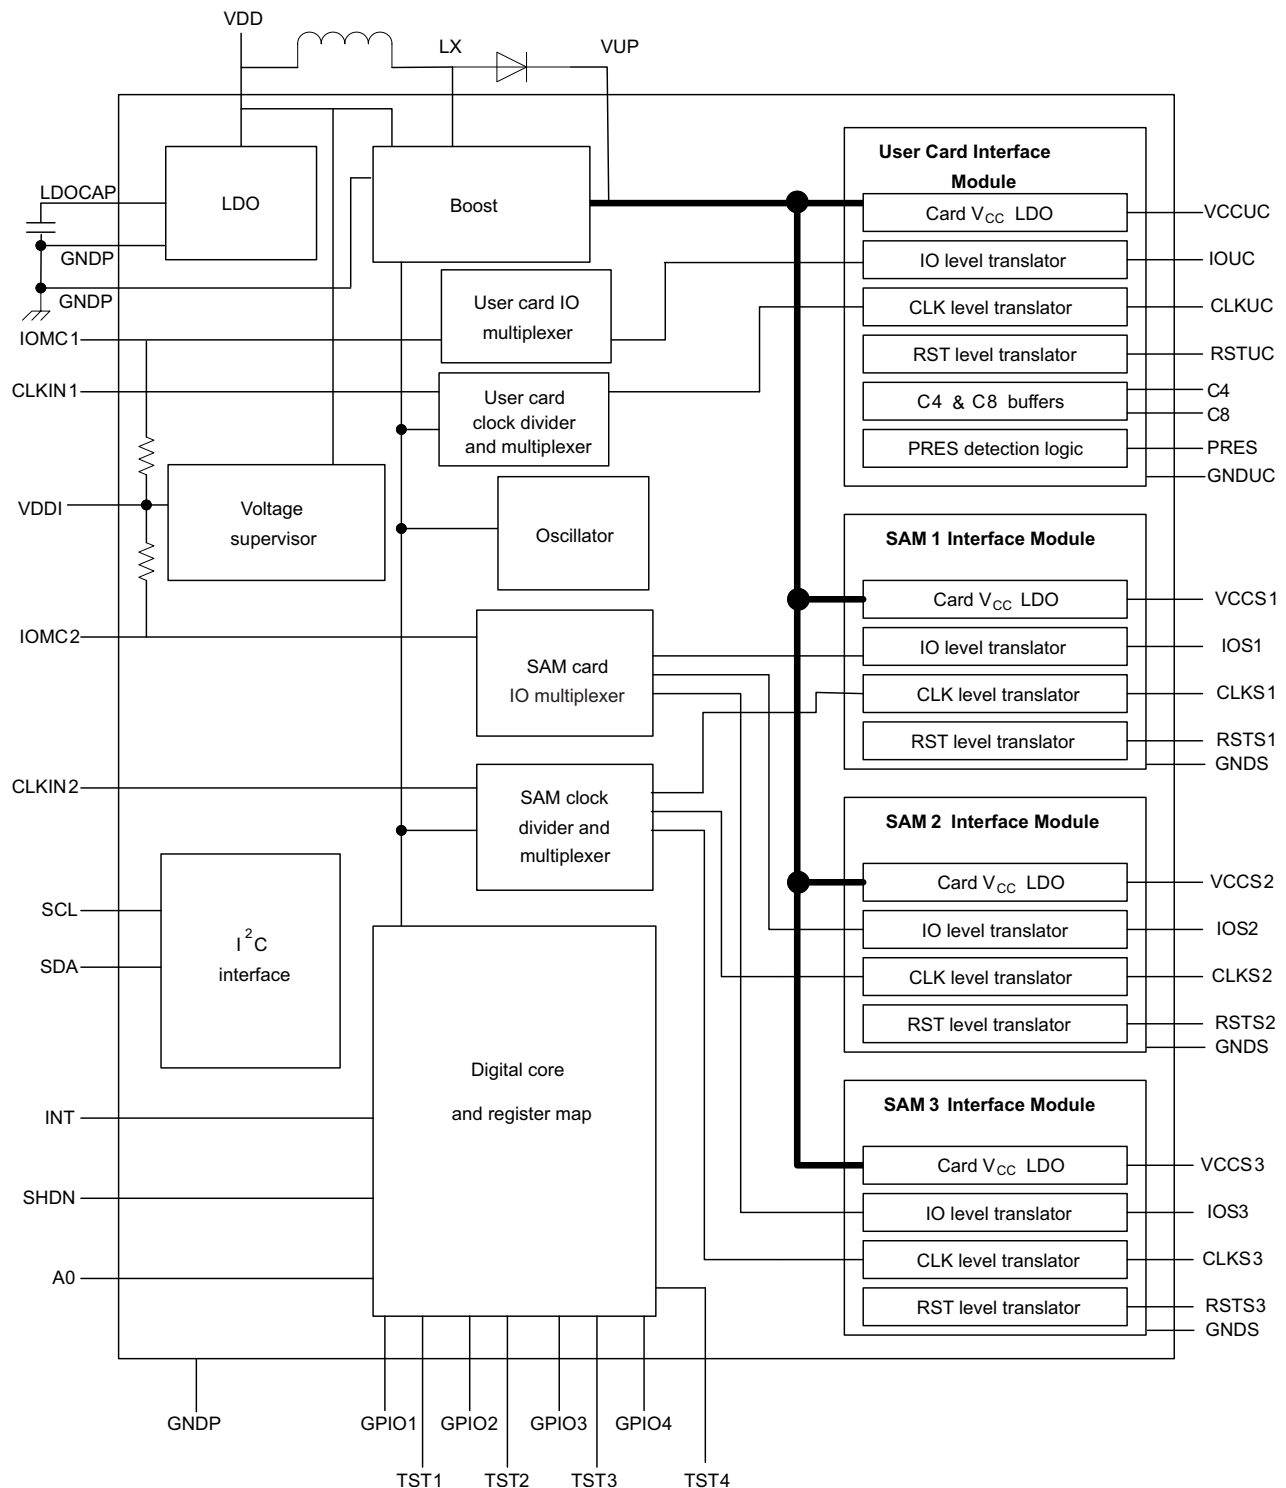 VDD
LX
VUP
LDOCAP
GNDP
GNDP
IOMC1
CLKIN1
VDDI
IOMC2
CLKIN2
SCL
SDA
INT
SHDN
A0
LDO
Boost
User card IO
multiplexer
User card
clock divider
and multiplexer
Voltage
supervisor
Oscillator
SAM card
IO multiplexer
SAM clock
divider and
multiplexer
I2C
interface
Digital core
and register map
User Card Interface
Module
Card VCC LDO
IO level translator
CLK level translator
RST level translator
C4 & C8 buffers
PRES detection logic
VCCUC
IOUC
CLKUC
RSTUC
C4
C8
PRES
GNDUC
SAM 1 Interface Module
Card VCC LDO
IO level translator
CLK level translator
RST level translator
VCCS1
IOS1
CLKS1
RSTS1
GNDS
SAM 2 Interface Module
Card VCC LDO
IO level translator
CLK level translator
RST level translator
VCCS2
IOS2
CLKS2
RSTS2
GNDS
SAM 3 Interface Module
Card VCC LDO
IO level translator
CLK level translator
RST level translator
VCCS3
IOS3
CLKS3
RSTS3
GNDS
GNDP
GPIO1
GPIO2
GPIO3
GPIO4
TST1
TST2
TST3
TST4